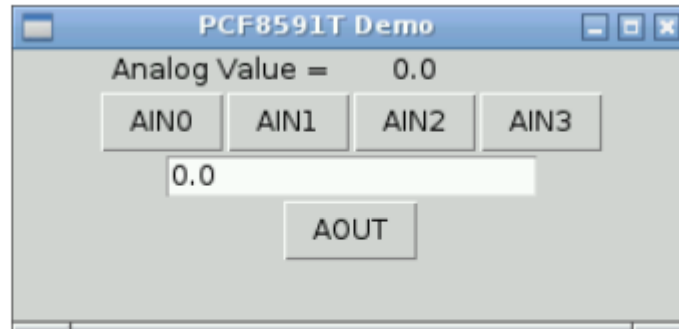 PCF8591T Demo
Analog Value = 0.0
AIN0 AIN1 AIN2 AIN3
0.0
AOUT